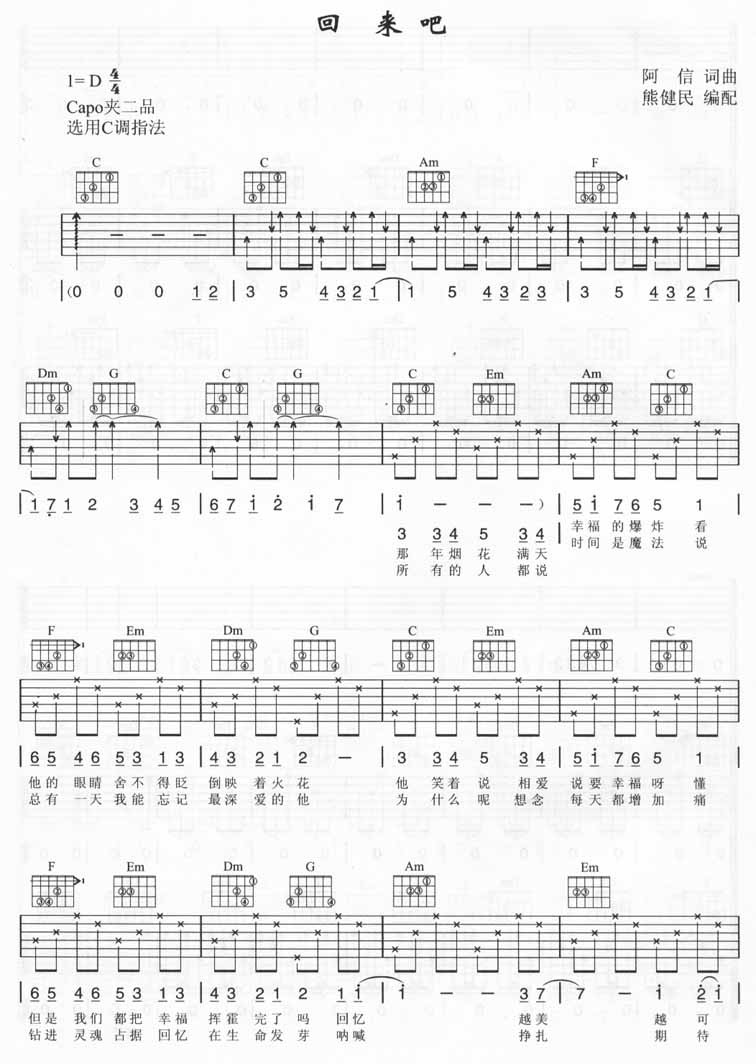 回来吧
1=D 4/4
阿信 词曲
Capo夹二品
熊健民 编配
选用C调指法
C C Am F
(0 0 0 1 2 | 3 5 4 3 2 1 | 1 5 4 3 2 3 | 3 5 4 3 2 1 |
Dm G C G C Em Am C
| 1 7 1 2 3 4 5 | 6 7 1 2 1 7 | 1 — — — ) | 5 1 7 6 5 1 |
3 3 4 5 3 4
那年烟花满天 幸福的爆炸看
所有的人都说 时间是魔法说
F Em Dm G C Em Am C
| 6 5 4 6 5 1 3 | 4 3 2 1 2 — | 3 3 4 5 3 4 | 5 1 7 6 5 1 |
他的眼睛舍不得眨 倒映着火花 他笑着说相爱 说要幸福呀懂
总有一天我能忘记 最深爱的他 为什么呢想念 每天都增加痛
F Em Dm G Am Em
| 6 5 4 6 5 1 3 | 4 3 2 1 2 1 1 | 1 — — 3 7 | 7 — 0 2 1 |
但是我们都把幸福 挥霍完了吗回忆 越美 越可
钻进灵魂占据回忆 在生命发芽呐喊 挣扎 期待